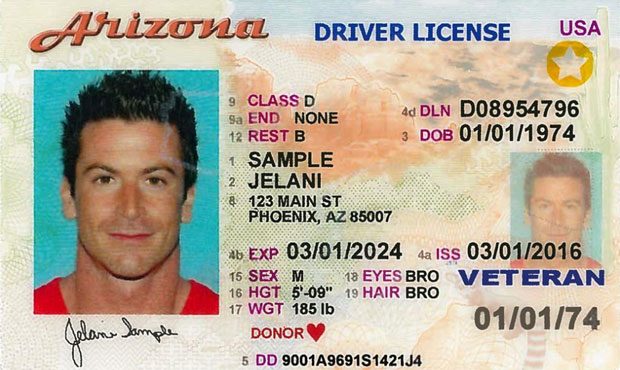 Arizona DRIVER LICENSE USA
9 CLASS D
9a END NONE 4d DLN D08954796
12 REST B 3 DOB 01/01/1974
1 SAMPLE
2 JELANI
8 123 MAIN ST
PHOENIX, AZ 85007
4b EXP 03/01/2024 4a ISS 03/01/2016
15 SEX M 18 EYES BRO VETERAN
16 HGT 5'-09" 19 HAIR BRO
17 WGT 185 lb 01/01/74
Jelani Sample DONOR
5 DD 9001A9691S1421J4